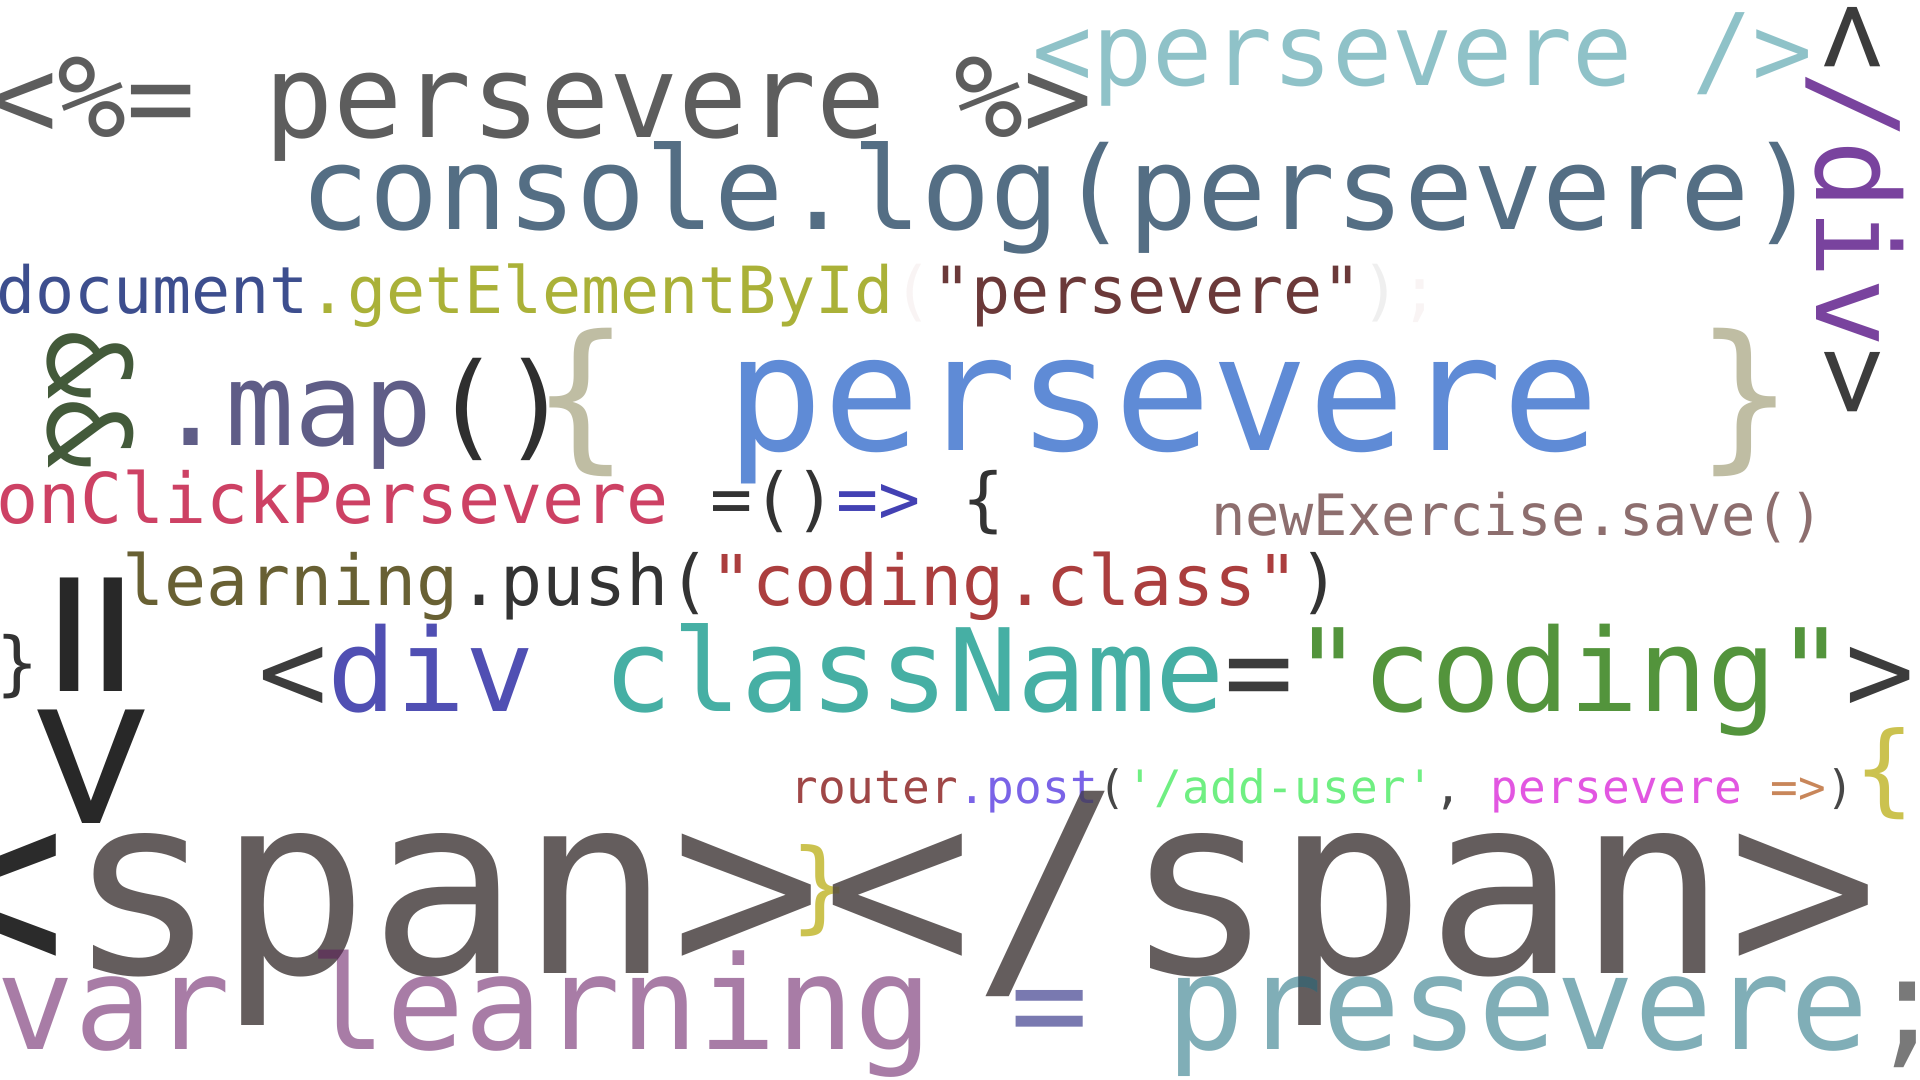 <persevere />
<%= persevere %>
</div>
console.log(persevere)
document.getElementById("persevere");
&&
.map()
{ persevere }
onClickPersevere =()=> {
newExercise.save()
learning.push("coding.class")
}
=>
<div className="coding">
router.post('/add-user', persevere =>) {
}
<span></span>
var learning = presevere;